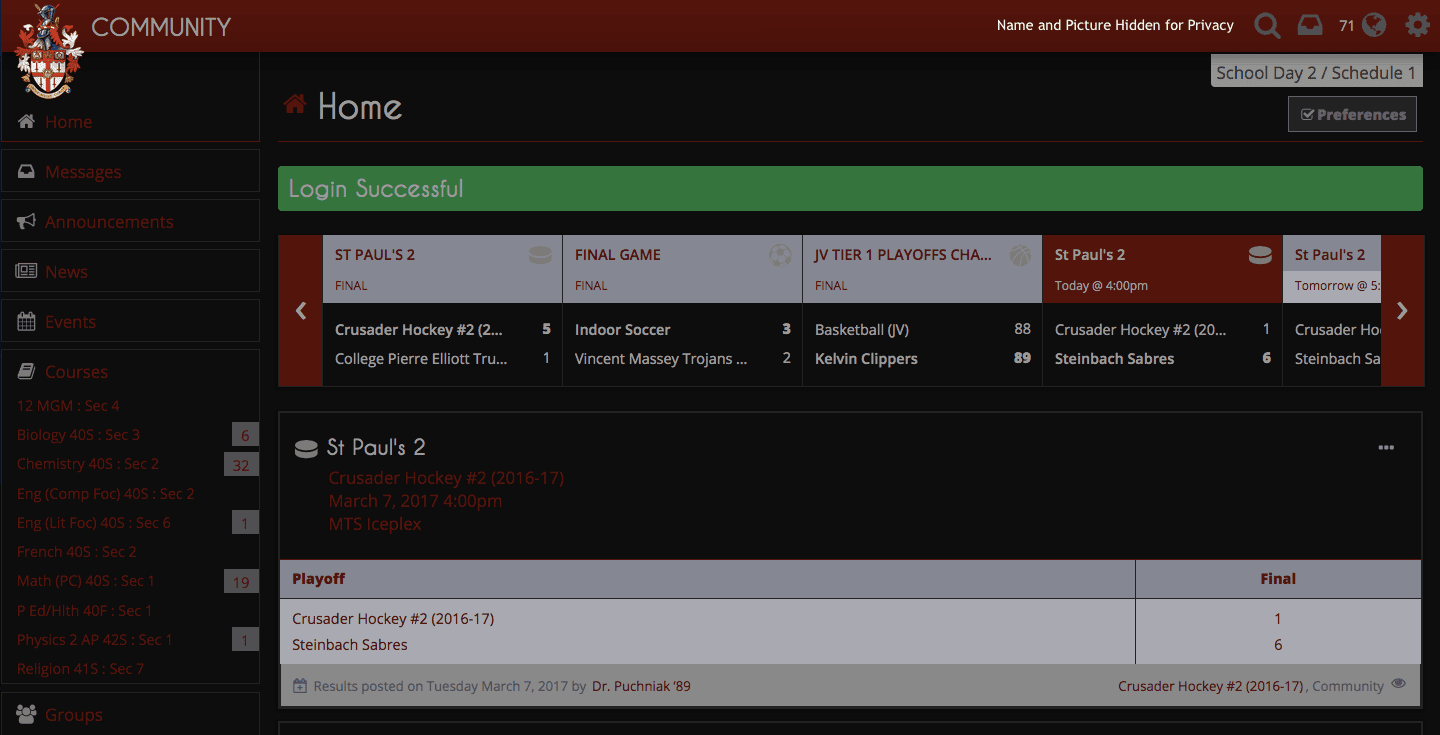 COMMUNITY
Name and Picture Hidden for Privacy
71
School Day 2 / Schedule 1
Home
Preferences
Home
Messages
Announcements
News
Events
Courses
12 MGM : Sec 4
Biology 40S : Sec 3 6
Chemistry 40S : Sec 2 32
Eng (Comp Foc) 40S : Sec 2
Eng (Lit Foc) 40S : Sec 6 1
French 40S : Sec 2
Math (PC) 40S : Sec 1 19
P Ed/Hlth 40F : Sec 1
Physics 2 AP 42S : Sec 1 1
Religion 41S : Sec 7
Groups
Login Successful
ST PAUL'S 2
FINAL
Crusader Hockey #2 (2... 5
College Pierre Elliott Tru... 1
FINAL GAME
FINAL
Indoor Soccer 3
Vincent Massey Trojans ... 2
JV TIER 1 PLAYOFFS CHA...
FINAL
Basketball (JV) 88
Kelvin Clippers 89
St Paul's 2
Today @ 4:00pm
Crusader Hockey #2 (20... 1
Steinbach Sabres 6
St Paul's 2
Tomorrow @ 5:
Crusader Ho
Steinbach Sa
St Paul's 2
Crusader Hockey #2 (2016-17)
March 7, 2017 4:00pm
MTS Iceplex
Playoff Final
Crusader Hockey #2 (2016-17) 1
Steinbach Sabres 6
Results posted on Tuesday March 7, 2017 by Dr. Puchniak ’89
Crusader Hockey #2 (2016-17) , Community